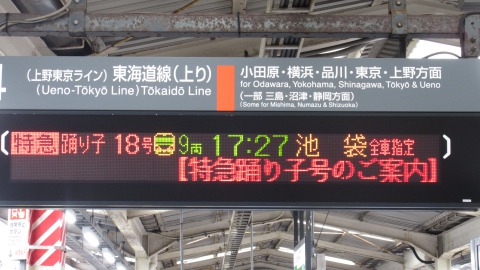 4
(上野東京ライン) 東海道線(上り)
(Ueno-Tōkyō Line) Tōkaidō Line
小田原・横浜・品川・東京・上野方面
for Odawara, Yokohama, Shinagawa, Tōkyō & Ueno
(一部 三島・沼津・静岡方面)
(Some for Mishima, Numazu & Shizuoka)
特急 踊り子 18号 9両 17:27 池 袋 全車指定
【特急踊り子号のご案内】